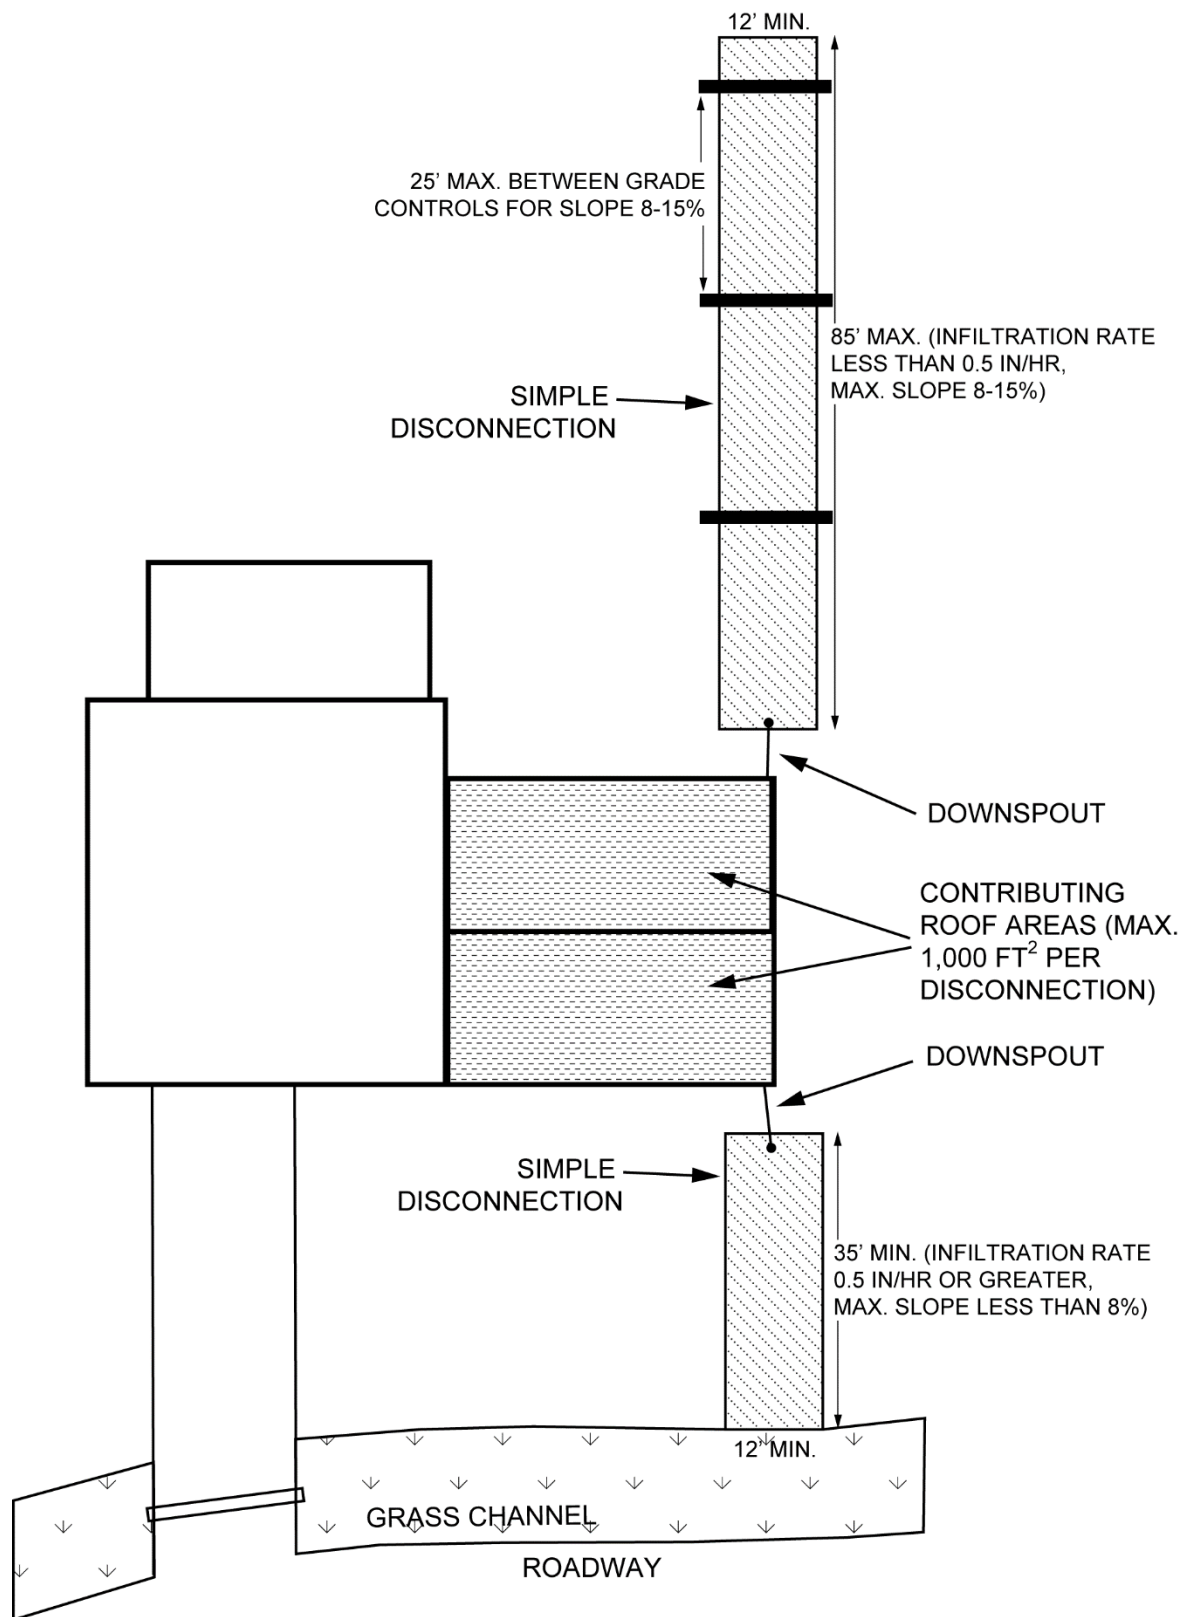 12’ MIN.
25’ MAX. BETWEEN GRADE
CONTROLS FOR SLOPE 8-15%
85’ MAX. (INFILTRATION RATE
LESS THAN 0.5 IN/HR,
MAX. SLOPE 8-15%)
SIMPLE
DISCONNECTION
DOWNSPOUT
CONTRIBUTING
ROOF AREAS (MAX.
1,000 FT² PER
DISCONNECTION)
DOWNSPOUT
SIMPLE
DISCONNECTION
35’ MIN. (INFILTRATION RATE
0.5 IN/HR OR GREATER,
MAX. SLOPE LESS THAN 8%)
12’ MIN.
GRASS CHANNEL
ROADWAY